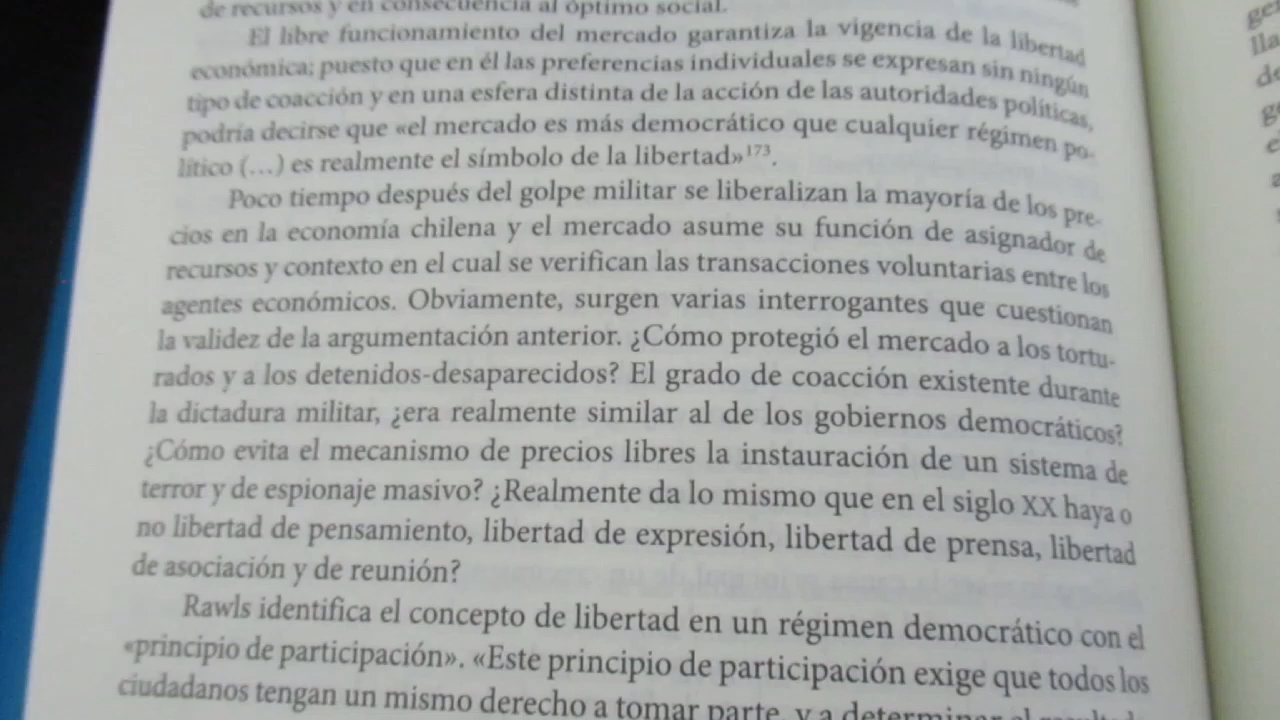 de recursos y en consecuencia al óptimo social.
El libre funcionamiento del mercado garantiza la vigencia de la libertad
económica; puesto que en él las preferencias individuales se expresan sin ningún
tipo de coacción y en una esfera distinta de la acción de las autoridades políticas,
podría decirse que «el mercado es más democrático que cualquier régimen po-
lítico (...) es realmente el símbolo de la libertad»173.
Poco tiempo después del golpe militar se liberalizan la mayoría de los pre-
cios en la economía chilena y el mercado asume su función de asignador de
recursos y contexto en el cual se verifican las transacciones voluntarias entre los
agentes económicos. Obviamente, surgen varias interrogantes que cuestionan
la validez de la argumentación anterior. ¿Cómo protegió el mercado a los tortu-
rados y a los detenidos-desaparecidos? El grado de coacción existente durante
la dictadura militar, ¿era realmente similar al de los gobiernos democráticos?
¿Cómo evita el mecanismo de precios libres la instauración de un sistema de
terror y de espionaje masivo? ¿Realmente da lo mismo que en el siglo XX haya o
no libertad de pensamiento, libertad de expresión, libertad de prensa, libertad
de asociación y de reunión?
Rawls identifica el concepto de libertad en un régimen democrático con el
«principio de participación». «Este principio de participación exige que todos los
ciudadanos tengan un mismo derecho a tomar parte, y a determinar el